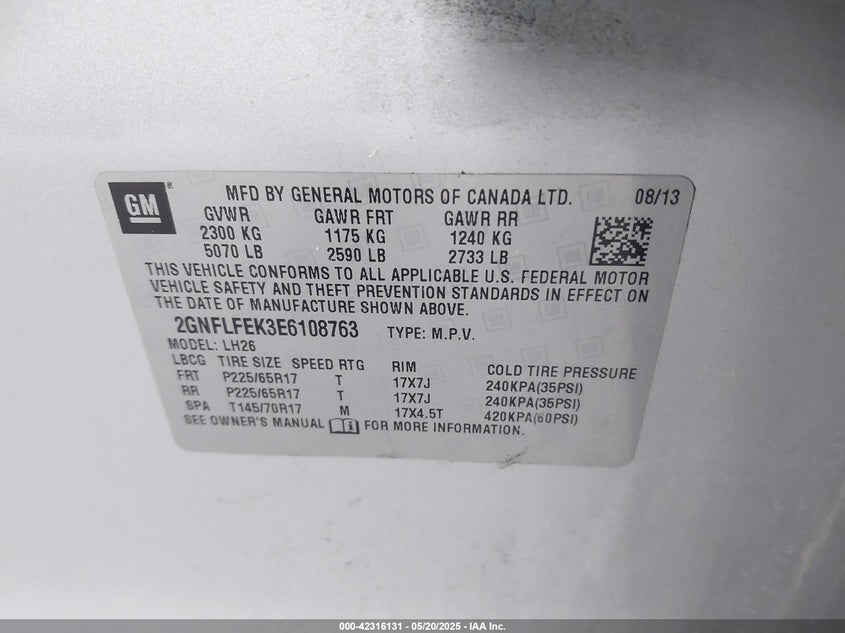 GM ® MFD BY GENERAL MOTORS OF CANADA LTD. 08/13
GVWR GAWR FRT GAWR RR
2300 KG 1175 KG 1240 KG
5070 LB 2590 LB 2733 LB
THIS VEHICLE CONFORMS TO ALL APPLICABLE U.S. FEDERAL MOTOR
VEHICLE SAFETY AND THEFT PREVENTION STANDARDS IN EFFECT ON
THE DATE OF MANUFACTURE SHOWN ABOVE.
2GNFLFEK3E6108763 TYPE: M.P.V.
MODEL: LH26
LBCG TIRE SIZE SPEED RTG RIM COLD TIRE PRESSURE
FRT P225/65R17 T 17X7J 240KPA(35PSI)
RR P225/65R17 T 17X7J 240KPA(35PSI)
SPA T145/70R17 M 17X4.5T 420KPA(60PSI)
SEE OWNER'S MANUAL FOR MORE INFORMATION.
000-42316131 — 05/20/2025 — IAA Inc.